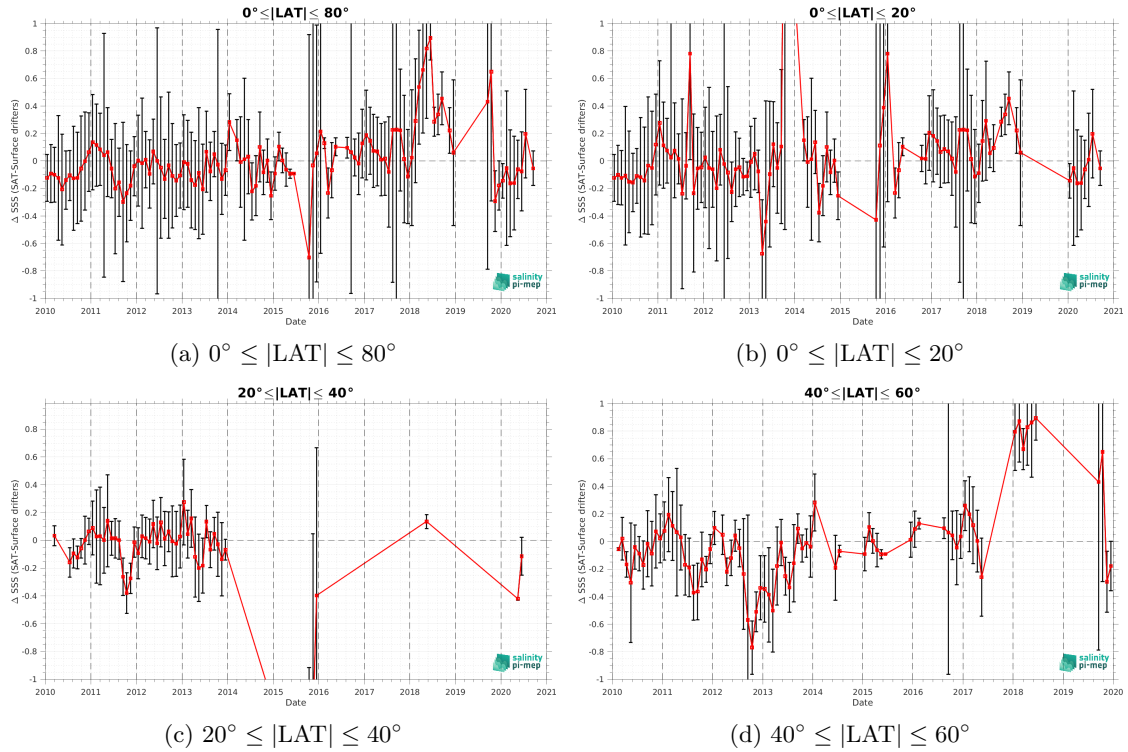 0°≤|LAT|≤ 80°
Δ SSS (SAT-Surface drifters)
1
0.8
0.6
0.4
0.2
0
-0.2
-0.4
-0.6
-0.8
-1
2010 2011 2012 2013 2014 2015 2016 2017 2018 2019 2020 2021
Date
salinity
pi-mep
(a) 0° ≤ |LAT| ≤ 80°
0°≤|LAT|≤ 20°
Δ SSS (SAT-Surface drifters)
1
0.8
0.6
0.4
0.2
0
-0.2
-0.4
-0.6
-0.8
-1
2010 2011 2012 2013 2014 2015 2016 2017 2018 2019 2020 2021
Date
salinity
pi-mep
(b) 0° ≤ |LAT| ≤ 20°
20°≤|LAT|≤ 40°
Δ SSS (SAT-Surface drifters)
0.8
0.6
0.4
0.2
0
-0.2
-0.4
-0.6
-0.8
-1
2010 2011 2012 2013 2014 2015 2016 2017 2018 2019 2020 2021
Date
salinity
pi-mep
(c) 20° ≤ |LAT| ≤ 40°
40°≤|LAT|≤ 60°
Δ SSS (SAT-Surface drifters)
1
0.8
0.6
0.4
0.2
0
-0.2
-0.4
-0.6
-0.8
-1
2010 2011 2012 2013 2014 2015 2016 2017 2018 2019 2020
Date
salinity
pi-mep
(d) 40° ≤ |LAT| ≤ 60°